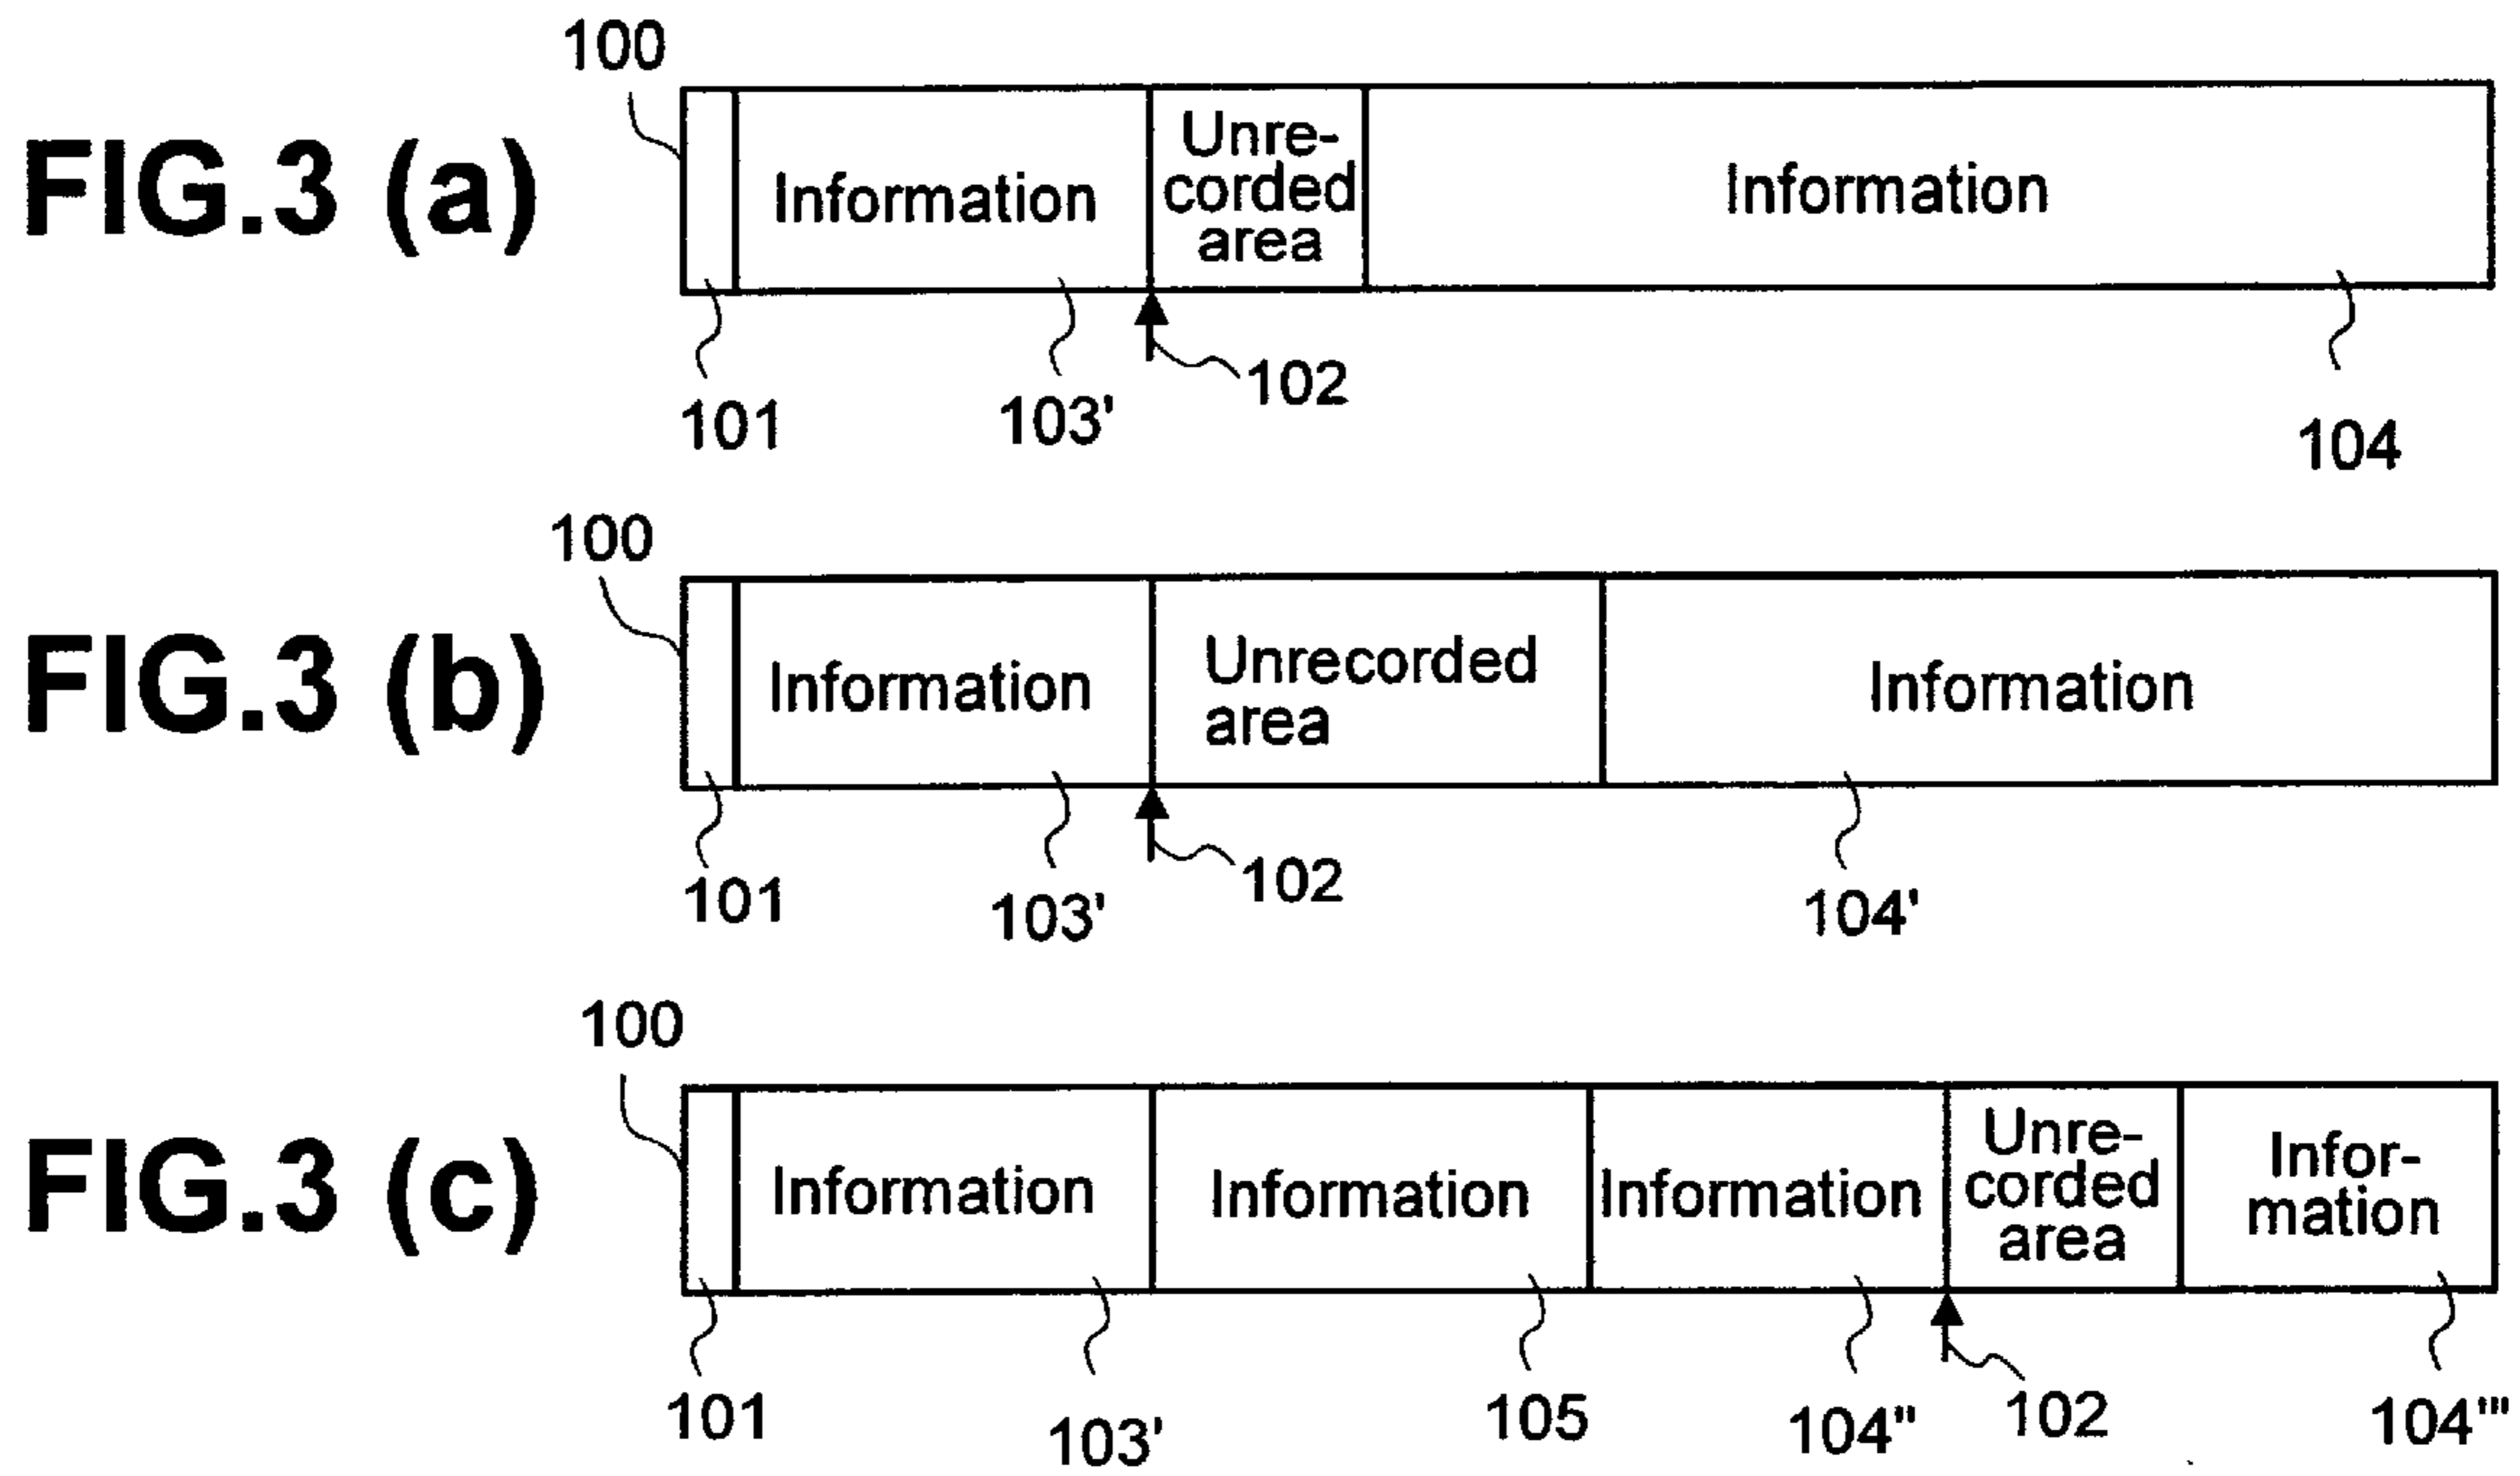 100
FIG.3 (a)
Information
Unre-
corded
area
Information
101
103'
102
104
100
FIG.3 (b)
Information
Unrecorded
area
Information
101
103'
102
104'
100
FIG.3 (c)
Information
Information
Information
Unre-
corded
area
Infor-
mation
101
103'
105
104"
102
104"'